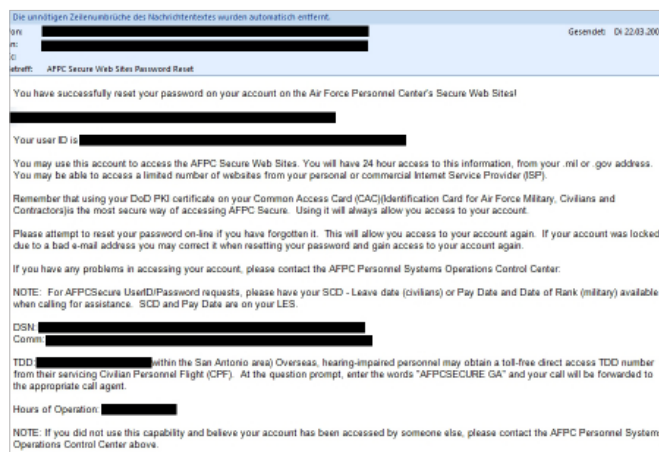 Die unnötigen Zeilenumbrüche des Nachrichtentextes wurden automatisch entfernt.
on: Gesendet: Di 22.03.200
n:
c:
etreff: AFPC Secure Web Sites Password Reset
You have successfully reset your password on your account on the Air Force Personnel Center's Secure Web Sites!
Your user ID is
You may use this account to access the AFPC Secure Web Sites. You will have 24 hour access to this information, from your .mil or .gov address.
You may be able to access a limited number of websites from your personal or commercial Internet Service Provider (ISP).
Remember that using your DoD PKI certificate on your Common Access Card (CAC)(Identification Card for Air Force Military, Civilians and
Contractors)is the most secure way of accessing AFPC Secure. Using it will always allow you access to your account.
Please attempt to reset your password on-line if you have forgotten it. This will allow you access to your account again. If your account was locked
due to a bad e-mail address you may correct it when resetting your password and gain access to your account again.
If you have any problems in accessing your account, please contact the AFPC Personnel Systems Operations Control Center:
NOTE: For AFPCSecure UserID/Password requests, please have your SCD - Leave date (civilians) or Pay Date and Date of Rank (military) available
when calling for assistance. SCD and Pay Date are on your LES.
DSN:
Comm:
TDD: (within the San Antonio area) Overseas, hearing-impaired personnel may obtain a toll-free direct access TDD number
from their servicing Civilian Personnel Flight (CPF). At the question prompt, enter the words "AFPCSECURE GA" and your call will be forwarded to
the appropriate call agent.
Hours of Operation:
NOTE: If you did not use this capability and believe your account has been accessed by someone else, please contact the AFPC Personnel System
Operations Control Center above.